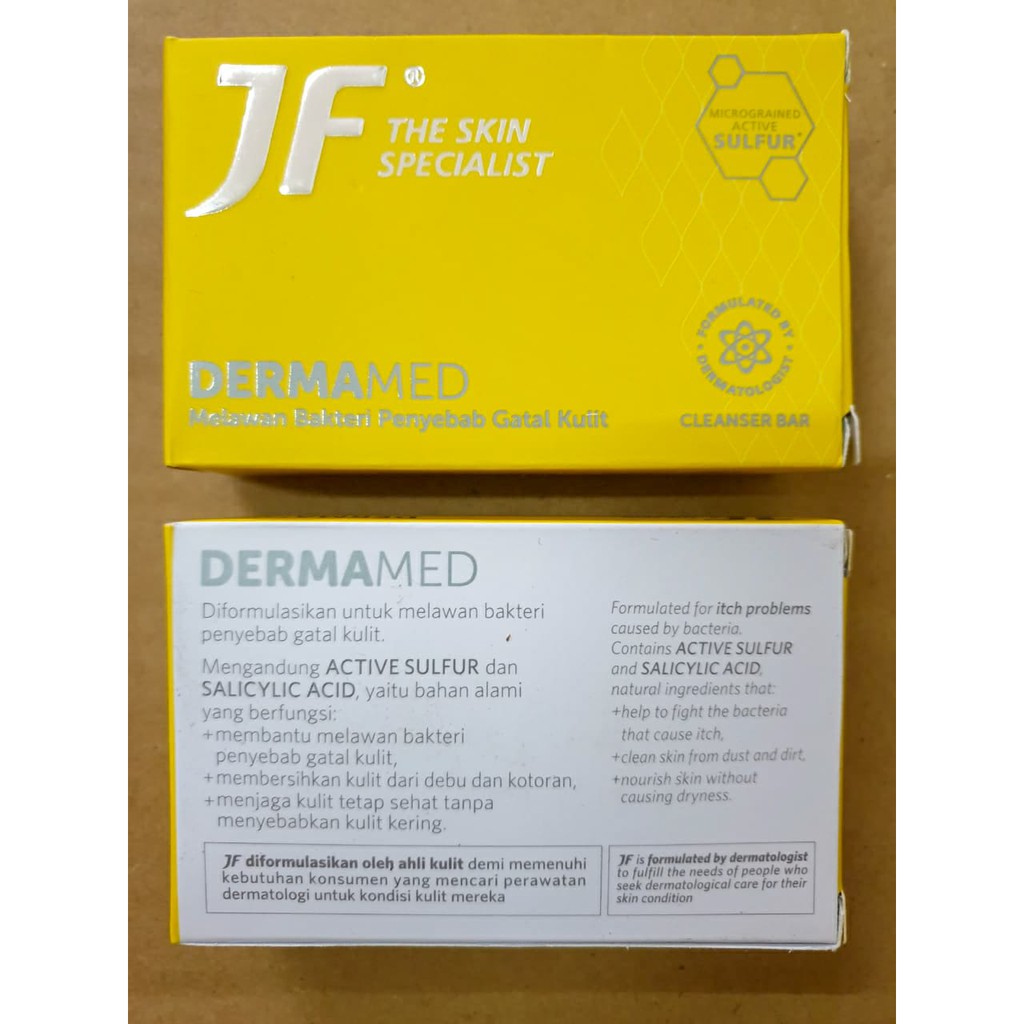 JF®
THE SKIN
SPECIALIST
MICROGRAINED
ACTIVE
SULFUR*
FORMULATED BY
DERMATOLOGIST
DERMAMED
Melawan Bakteri Penyebab Gatal Kulit
CLEANSER BAR
DERMAMED
Diformulasikan untuk melawan bakteri
penyebab gatal kulit.
Mengandung ACTIVE SULFUR dan
SALICYLIC ACID, yaitu bahan alami
yang berfungsi:
+membantu melawan bakteri
penyebab gatal kulit,
+membersihkan kulit dari debu dan kotoran,
+menjaga kulit tetap sehat tanpa
menyebabkan kulit kering.
Formulated for itch problems
caused by bacteria.
Contains ACTIVE SULFUR
and SALICYLIC ACID,
natural ingredients that:
+help to fight the bacteria
that cause itch,
+clean skin from dust and dirt,
+nourish skin without
causing dryness.
JF diformulasikan oleh ahli kulit demi memenuhi
kebutuhan konsumen yang mencari perawatan
dermatologi untuk kondisi kulit mereka
JF is formulated by dermatologist
to fulfill the needs of people who
seek dermatological care for their
skin condition